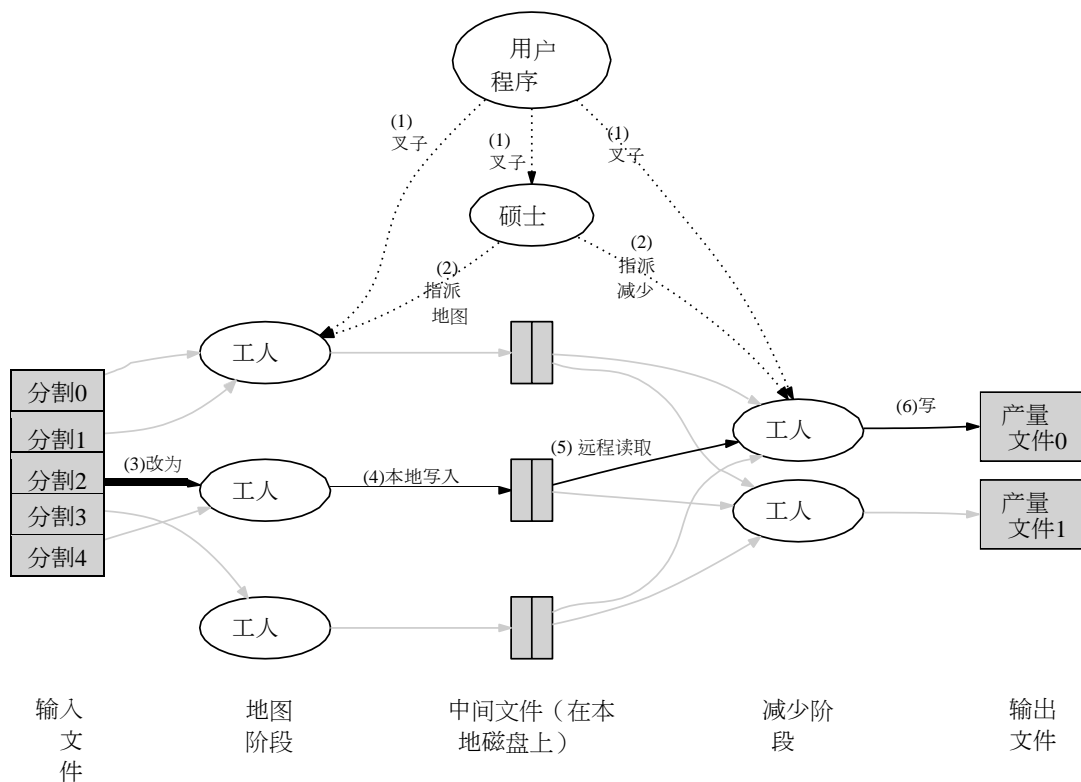 用户
程序
(1)
叉子
(1)
叉子
(1)
叉子
硕士
(2)
指派
地图
(2)
指派
减少
工人
分割0
分割1
分割2
分割3
分割4
(3)改为
工人
(4)本地写入
(5) 远程读取
工人
(6)写
产量
文件0
工人
产量
文件1
工人
输入
文
件
地图
阶段
中间文件（在本
地磁盘上）
减少阶
段
输出
文件